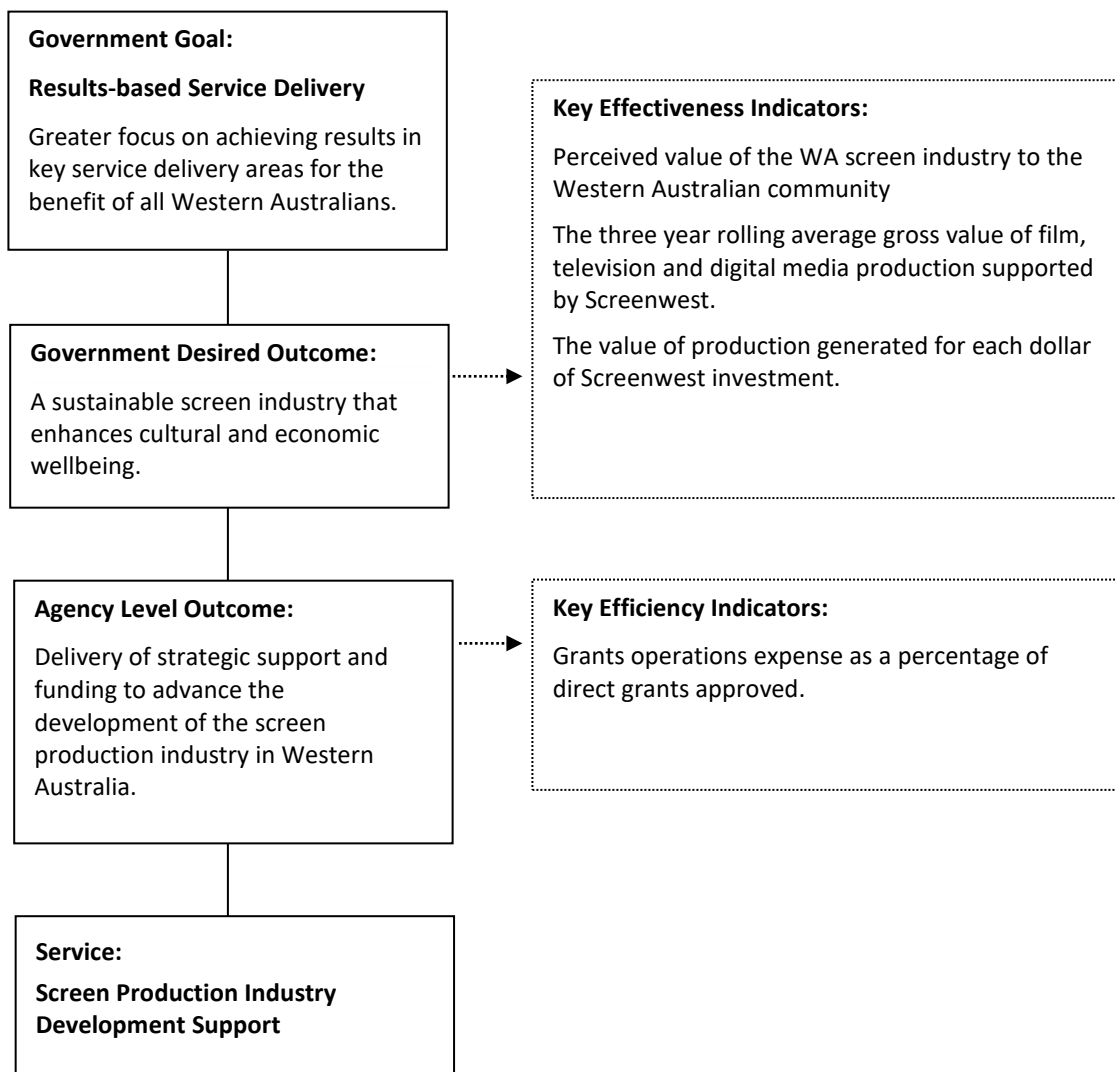 Government Goal:
Results-based Service Delivery
Greater focus on achieving results in
key service delivery areas for the
benefit of all Western Australians.
Key Effectiveness Indicators:
Perceived value of the WA screen industry to the
Western Australian community
The three year rolling average gross value of film,
television and digital media production supported
by Screenwest.
The value of production generated for each dollar
of Screenwest investment.
Government Desired Outcome:
A sustainable screen industry that
enhances cultural and economic
wellbeing.
Agency Level Outcome:
Delivery of strategic support and
funding to advance the
development of the screen
production industry in Western
Australia.
Key Efficiency Indicators:
Grants operations expense as a percentage of
direct grants approved.
Service:
Screen Production Industry
Development Support